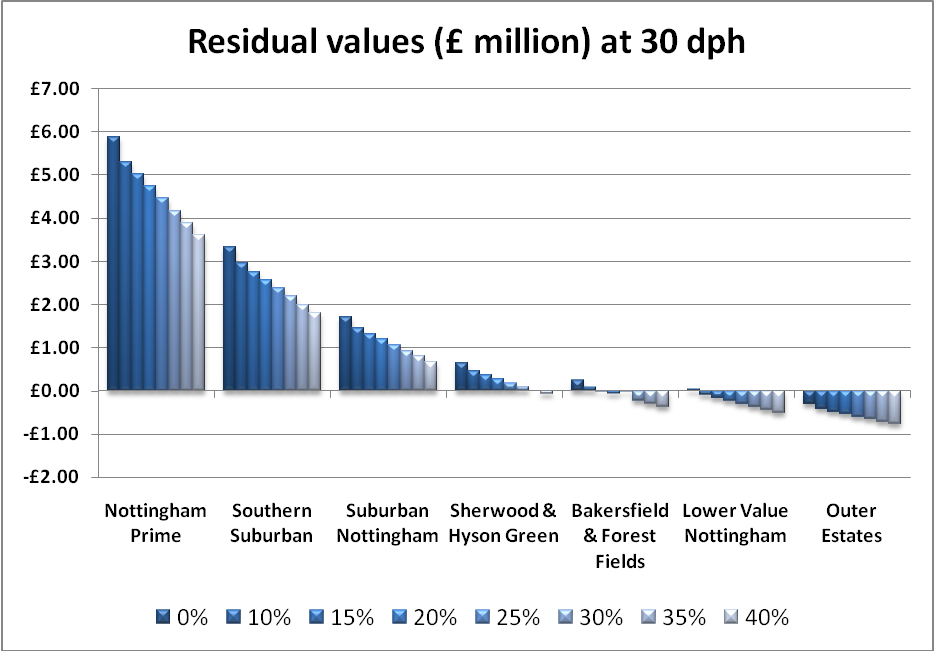 Residual values (£ million) at 30 dph
£7.00
£6.00
£5.00
£4.00
£3.00
£2.00
£1.00
£0.00
-£1.00
-£2.00
Nottingham Prime
Southern Suburban
Suburban Nottingham
Sherwood & Hyson Green
Bakersfield & Forest Fields
Lower Value Nottingham
Outer Estates
0% 10% 15% 20% 25% 30% 35% 40%